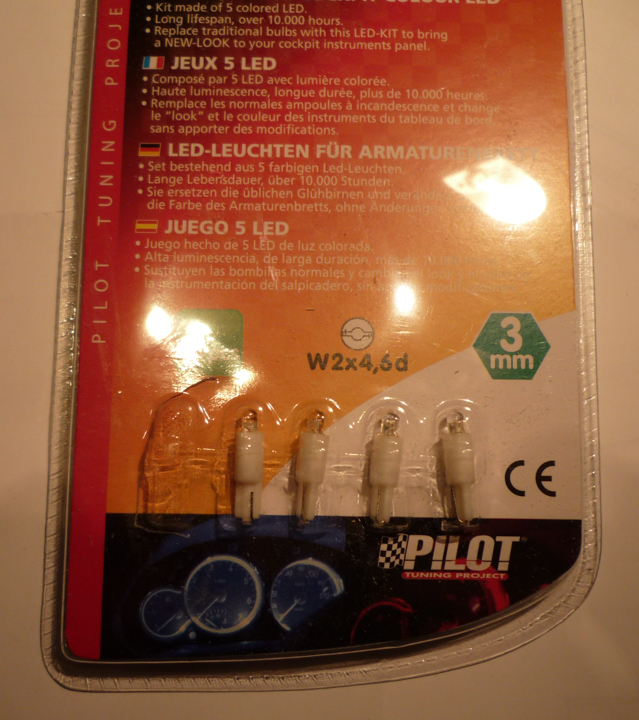 COLOUR LED
• Kit made of 5 colored LED.
• Long lifespan, over 10.000 hours.
• Replace traditional bulbs with this LED-KIT to bring
a NEW-LOOK to your cockpit instruments panel.
JEUX 5 LED
• Composé par 5 LED avec lumière colorée.
• Haute luminescence, longue durée, plus de 10.000 heures.
• Remplace les normales ampoules à incandescence et change
le "look" et le couleur des instruments du tableau de bord
sans apporter des modifications.
LED-LEUCHTEN FÜR
• Set bestehend aus 5 farbigen Led-Leuchten.
• Lange Lebensdauer, über 10.000 Stunden.
• Sie ersetzen die üblichen Glühbirnen und
die Farbe des Armaturenbretts, ohne
JUEGO 5 LED
• Juego hecho de 5 LED de luz colorada.
• Alta luminescencia, de larga duración,
• Sustituyen las bombillas normales y
la instrumentación del salpicadero,
PILOT TUNING PROJE
W2x4,6d
3
mm
CE
PILOT
TUNING PROJECT